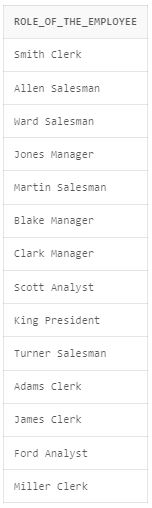 ROLE_OF_THE_EMPLOYEE
Smith Clerk
Allen Salesman
Ward Salesman
Jones Manager
Martin Salesman
Blake Manager
Clark Manager
Scott Analyst
King President
Turner Salesman
Adams Clerk
James Clerk
Ford Analyst
Miller Clerk